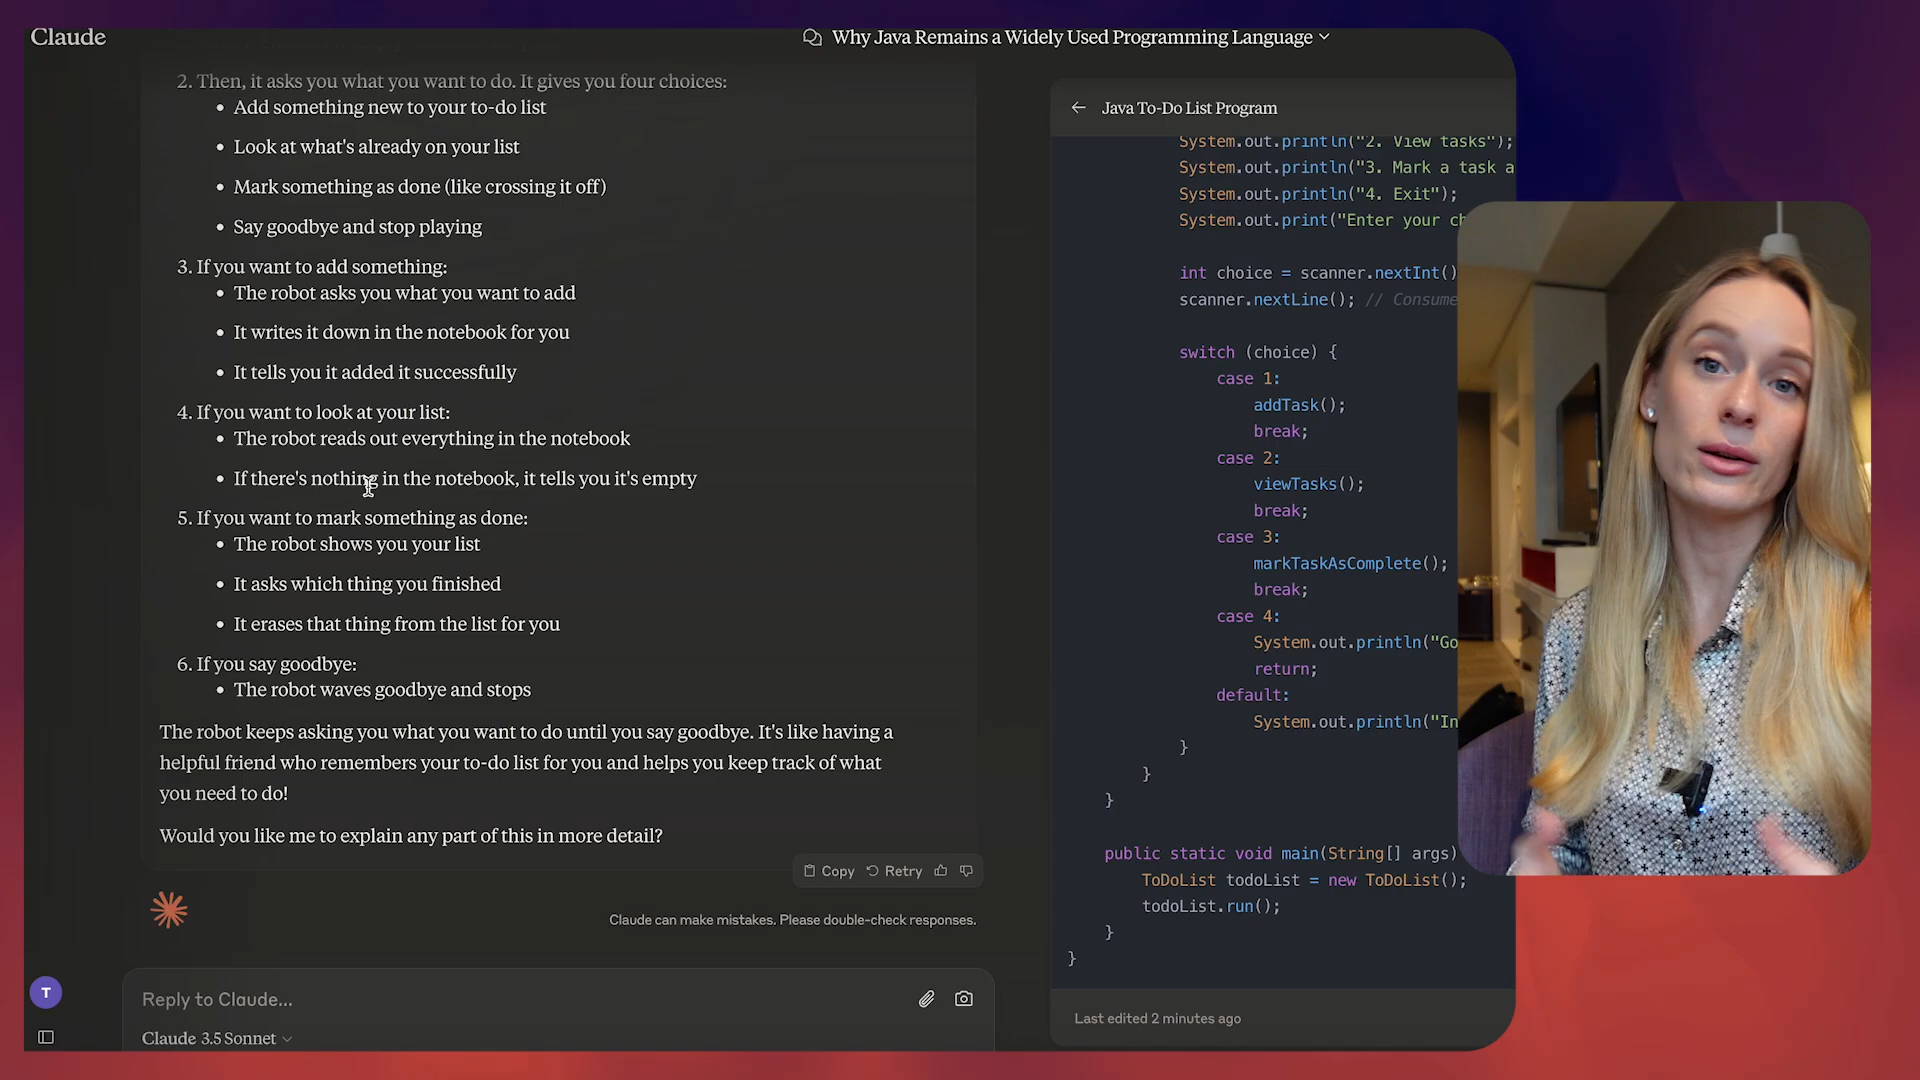 Claude
Why Java Remains a Widely Used Programming Language
2. Then, it asks you what you want to do. It gives you four choices:
• Add something new to your to-do list
• Look at what's already on your list
• Mark something as done (like crossing it off)
• Say goodbye and stop playing
3. If you want to add something:
• The robot asks you what you want to add
• It writes it down in the notebook for you
• It tells you it added it successfully
4. If you want to look at your list:
• The robot reads out everything in the notebook
• If there's nothing in the notebook, it tells you it's empty
5. If you want to mark something as done:
• The robot shows you your list
• It asks which thing you finished
• It erases that thing from the list for you
6. If you say goodbye:
• The robot waves goodbye and stops
The robot keeps asking you what you want to do until you say goodbye. It's like having a
helpful friend who remembers your to-do list for you and helps you keep track of what
you need to do!
Would you like me to explain any part of this in more detail?
Copy Retry
Claude can make mistakes. Please double-check responses.
T
Reply to Claude...
Claude 3.5 Sonnet
Java To-Do List Program
System.out.println("2. View tasks");
System.out.println("3. Mark a task a
System.out.println("4. Exit");
System.out.print("Enter your ch
int choice = scanner.nextInt()
scanner.nextLine(); // Consume
switch (choice) {
case 1:
addTask();
break;
case 2:
viewTasks();
break;
case 3:
markTaskAsComplete();
break;
case 4:
System.out.println("Go
return;
default:
System.out.println("In
}
}
}
public static void main(String[] args)
ToDoList todoList = new ToDoList();
todoList.run();
}
}
Last edited 2 minutes ago